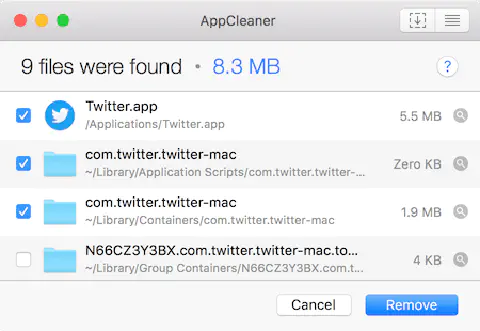 AppCleaner
9 files were found • 8.3 MB
?
Twitter.app
/Applications/Twitter.app
5.5 MB
com.twitter.twitter-mac
~/Library/Application Scripts/com.twitter.twitter-...
Zero KB
com.twitter.twitter-mac
~/Library/Containers/com.twitter.twitter-mac
1.9 MB
N66CZ3Y3BX.com.twitter.twitter-mac.to...
~/Library/Group Containers/N66CZ3Y3BX.com.t...
4 KB
Cancel
Remove